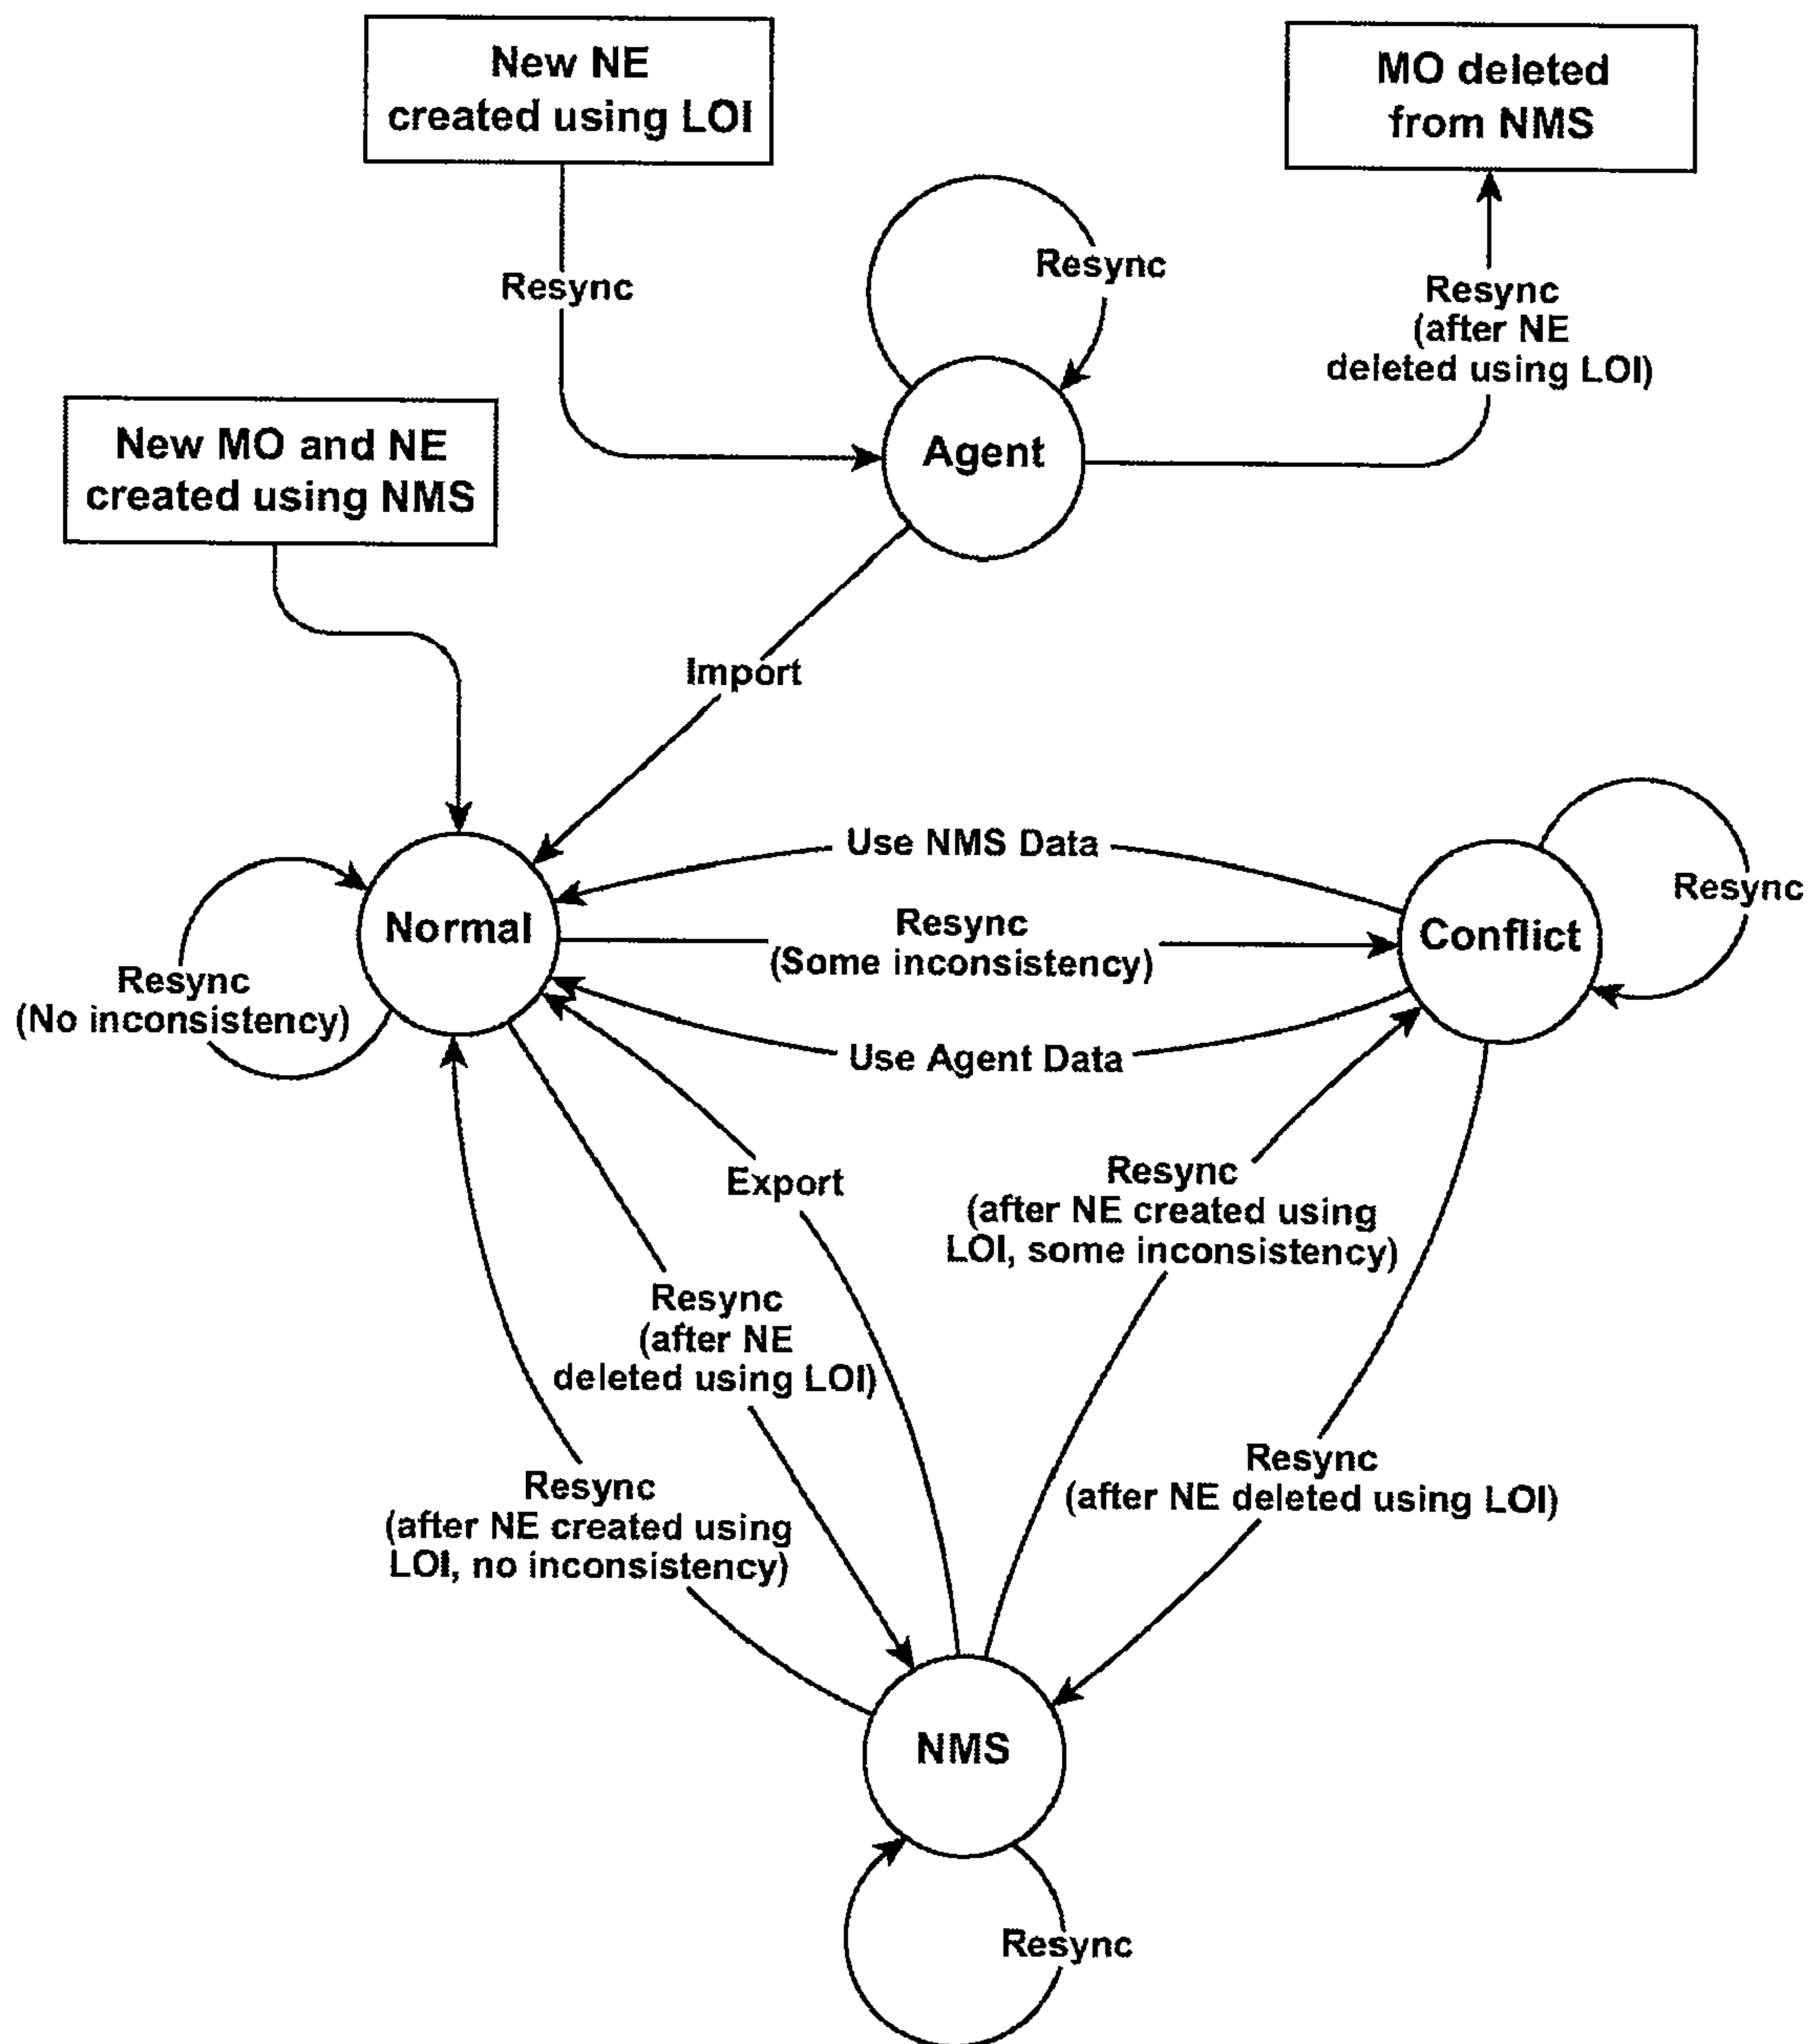 New NE
created using LOI
MO deleted
from NMS
Resync
Resync
Resync
(after NE
deleted using LOI)
New MO and NE
created using NMS
Agent
Import
Use NMS Data
Resync
Normal
Resync
(Some inconsistency)
Conflict
Resync
(No inconsistency)
Use Agent Data
Export
Resync
(after NE created using
LOI, some inconsistency)
Resync
(after NE
deleted using LOI)
Resync
(after NE deleted using LOI)
Resync
(after NE created using
LOI, no inconsistency)
NMS
Resync